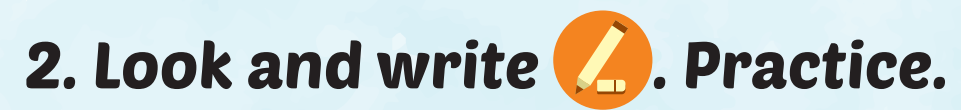 2. Look and write . Practice.